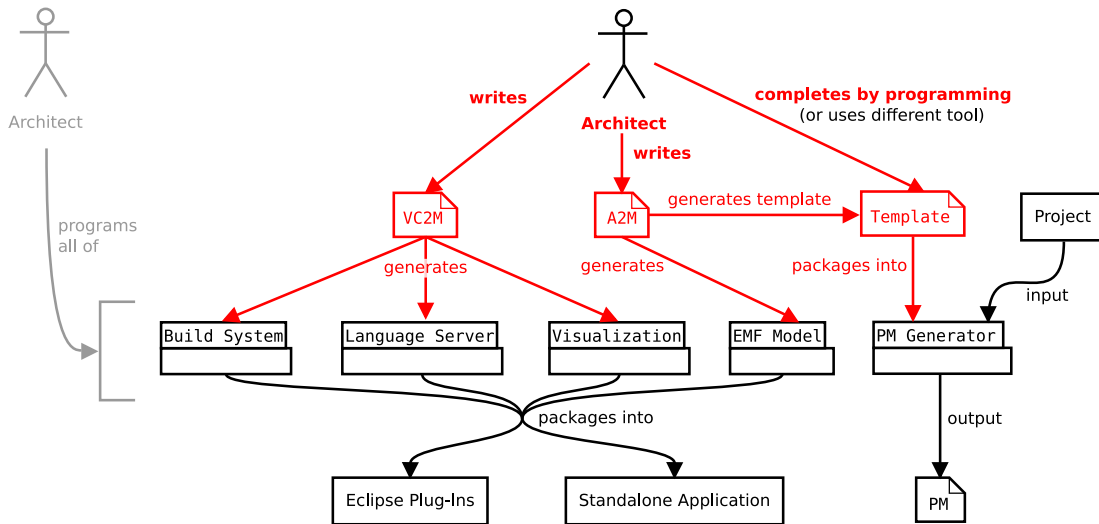 writes
completes by programming
(or uses different tool)
Architect
Architect
writes
VC2M
A2M
generates template
Template
Project
programs
all of
generates
generates
packages into
input
Build System
Language Server
Visualization
EMF Model
PM Generator
packages into
output
Eclipse Plug-Ins
Standalone Application
PM